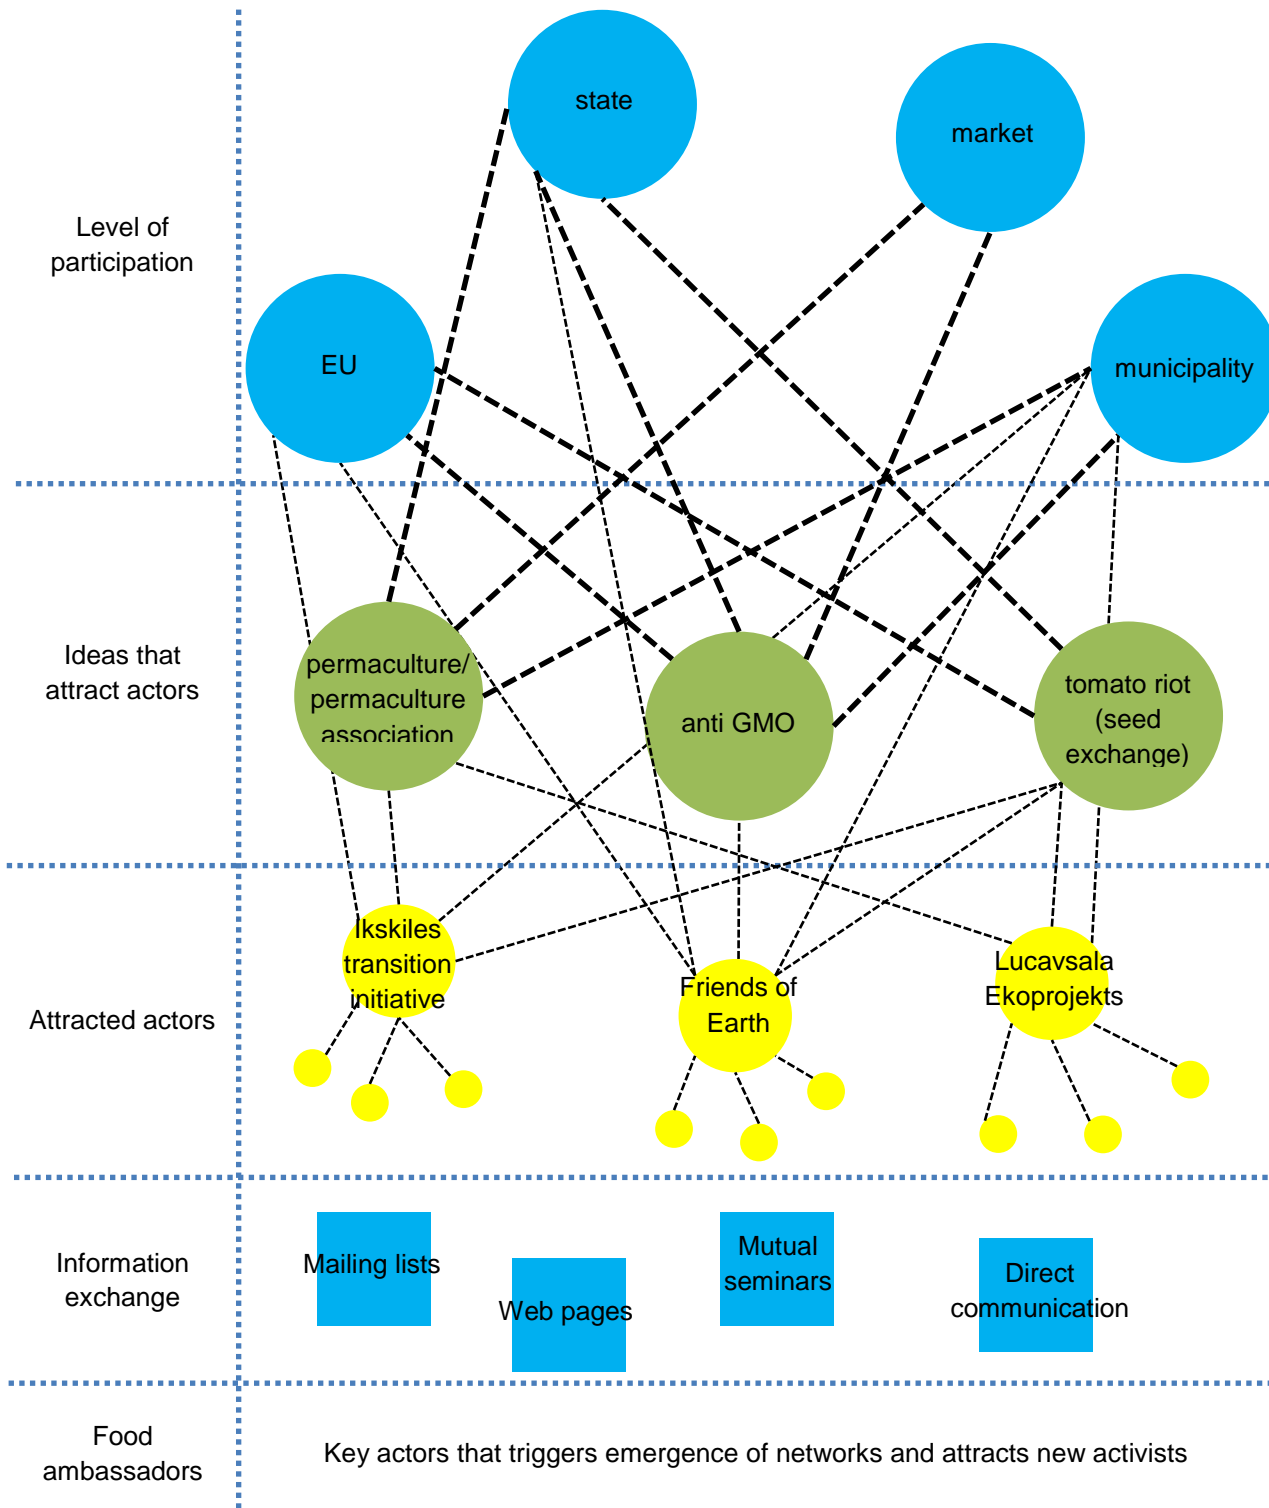 state
market
Level of
participation
EU
municipality
Ideas that
attract actors
permaculture/
permaculture
association
anti GMO
tomato riot
(seed
exchange)
Attracted actors
Ikskiles
transition
initiative
Friends of
Earth
Lucavsala
Ekoprojekts
Information
exchange
Mailing lists
Web pages
Mutual
seminars
Direct
communication
Food
ambassadors
Key actors that triggers emergence of networks and attracts new activists